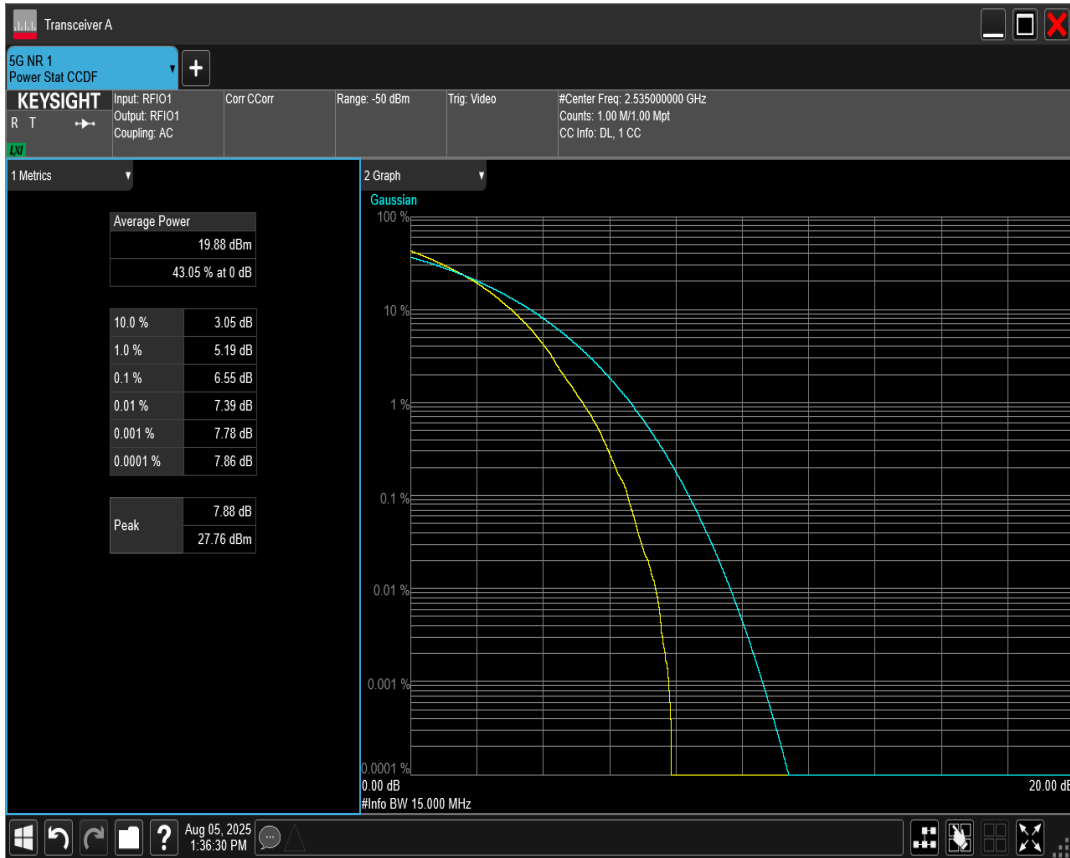 Transceiver A
5G NR 1
Power Stat CCDF
KEYSIGHT
R T
LXI
Input: RFIO1
Output: RFIO1
Coupling: AC
Corr CCorr
Range: -50 dBm
Trig: Video
#Center Freq: 2.535000000 GHz
Counts: 1.00 M/1.00 Mpt
CC Info: DL, 1 CC
1 Metrics
Average Power
19.88 dBm
43.05 % at 0 dB
10.0 % 3.05 dB
1.0 % 5.19 dB
0.1 % 6.55 dB
0.01 % 7.39 dB
0.001 % 7.78 dB
0.0001 % 7.86 dB
Peak
7.88 dB
27.76 dBm
2 Graph
Gaussian
100 %
10 %
1 %
0.1 %
0.01 %
0.001 %
0.0001 %
0.00 dB 20.00 dB
#Info BW 15.000 MHz
?
Aug 05, 2025
1:36:30 PM